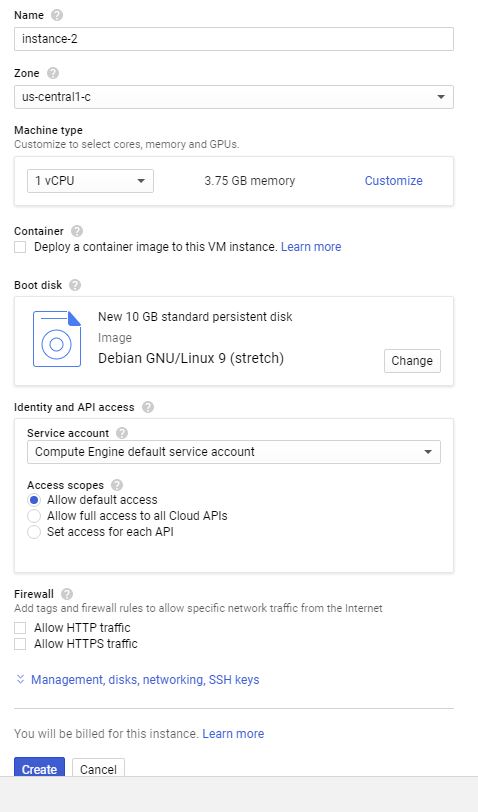 Name ?
instance-2
Zone ?
us-central1-c
Machine type
Customize to select cores, memory and GPUs.
1 vCPU 3.75 GB memory Customize
Container ?
Deploy a container image to this VM instance. Learn more
Boot disk ?
New 10 GB standard persistent disk
Image
Debian GNU/Linux 9 (stretch)
Change
Identity and API access ?
Service account ?
Compute Engine default service account
Access scopes ?
Allow default access
Allow full access to all Cloud APIs
Set access for each API
Firewall ?
Add tags and firewall rules to allow specific network traffic from the Internet
Allow HTTP traffic
Allow HTTPS traffic
Management, disks, networking, SSH keys
You will be billed for this instance. Learn more
Create Cancel